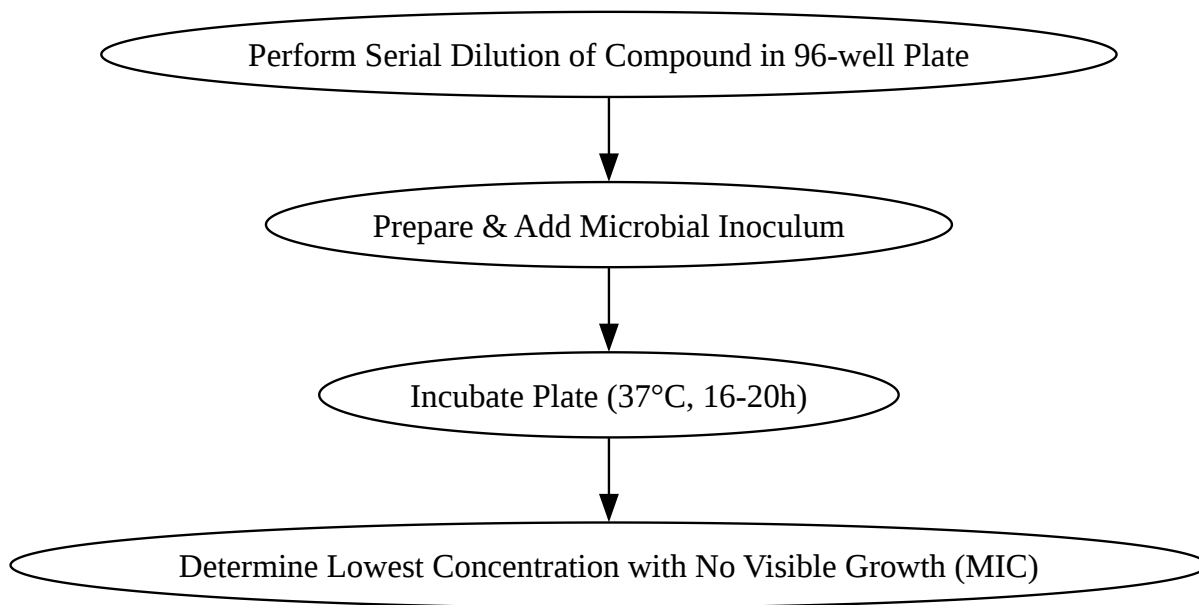 Perform Serial Dilution of Compound in 96-well Plate
Prepare & Add Microbial Inoculum
Incubate Plate (37°C, 16-20h)
Determine Lowest Concentration with No Visible Growth (MIC)